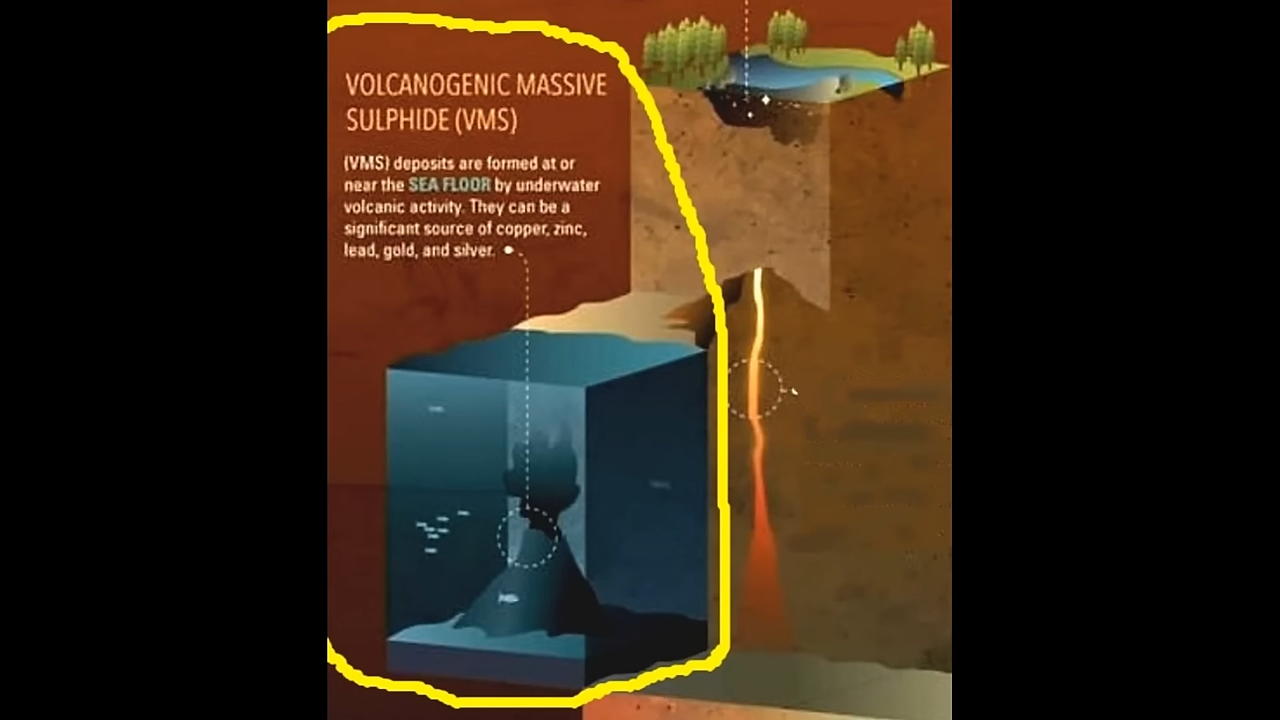 VOLCANOGENIC MASSIVE
SULPHIDE (VMS)
(VMS) deposits are formed at or
near the SEA FLOOR by underwater
volcanic activity. They can be a
significant source of copper, zinc,
lead, gold, and silver.